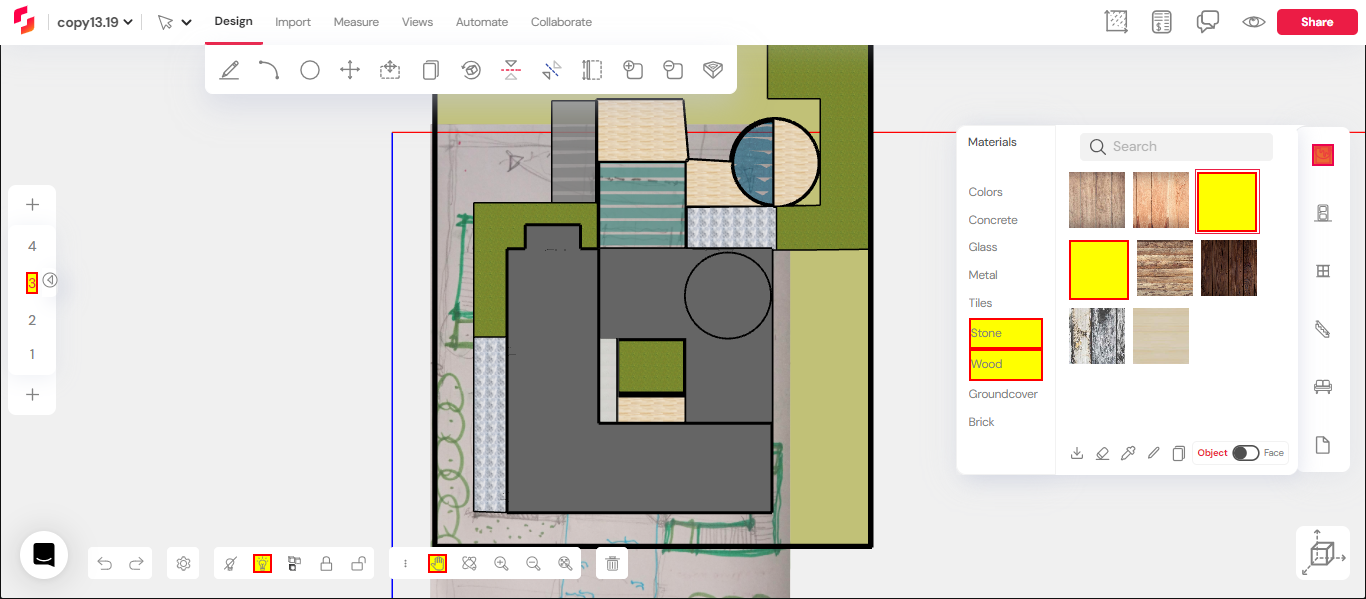 copy13.19
Design
Import
Measure
Views
Automate
Collaborate
Share
Materials
Search
Colors
Concrete
Glass
Metal
Tiles
Stone
Wood
Groundcover
Brick
Object
Face
4
3
2
1